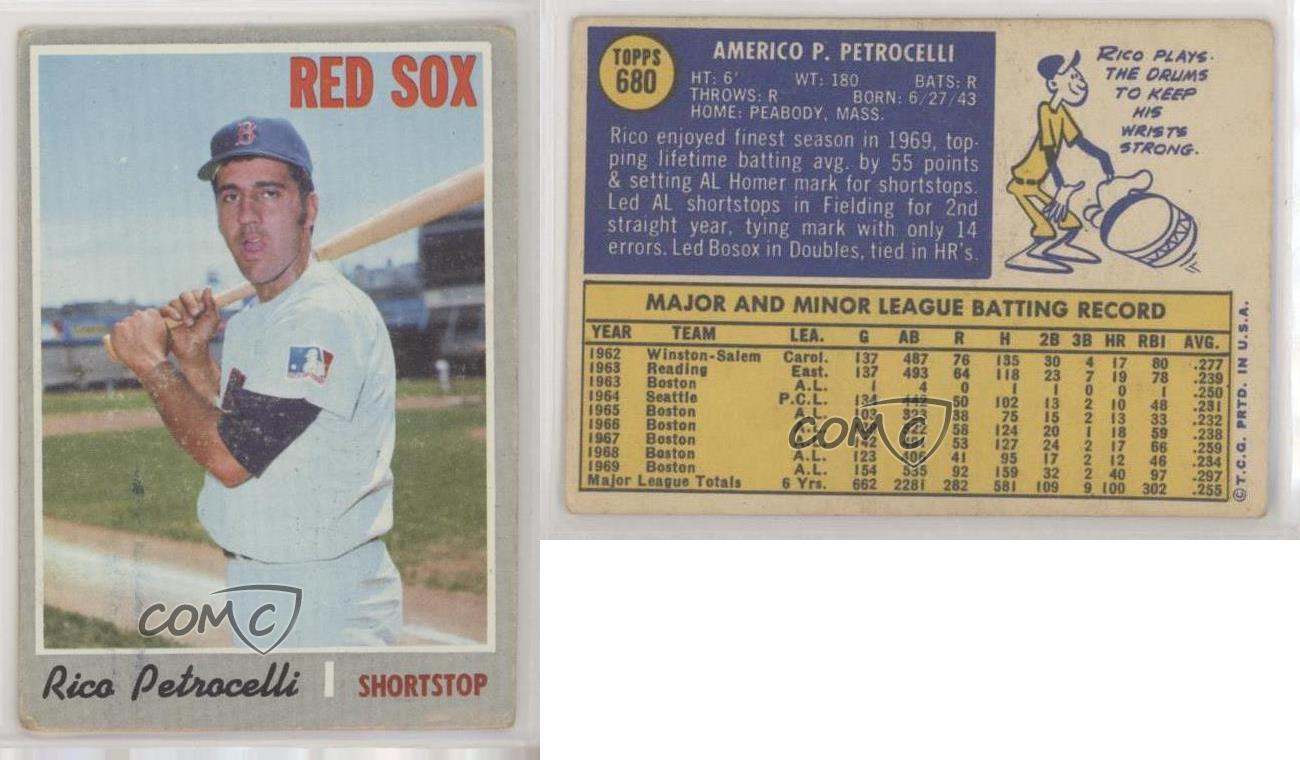 RED SOX
B
COMC
Rico Petrocelli | SHORTSTOP
TOPPS
680
AMERICO P. PETROCELLI
HT: 6' WT: 180 BATS: R
THROWS: R BORN: 6/27/43
HOME: PEABODY, MASS.
Rico enjoyed finest season in 1969, top-
ping lifetime batting avg. by 55 points
& setting AL Homer mark for shortstops.
Led AL shortstops in Fielding for 2nd
straight year, tying mark with only 14
errors. Led Bosox in Doubles, tied in HR's.
RICO PLAYS
THE DRUMS
TO KEEP
HIS
WRISTS
STRONG.
MAJOR AND MINOR LEAGUE BATTING RECORD
YEAR TEAM LEA. G AB R H 2B 3B HR RBI AVG.
1962 Winston-Salem Carol. 137 487 76 135 30 4 17 80 .277
1963 Reading East. 137 493 64 118 23 7 19 78 .239
1963 Boston A.L. 1 4 0 1 1 0 0 1 .250
1964 Seattle P.C.L. 134 442 50 102 13 2 10 48 .231
1965 Boston A.L. 103 323 38 75 15 2 13 33 .232
1966 Boston A.L. 522 58 124 20 1 18 59 .238
1967 Boston A.L. 142 53 127 24 2 17 66 .259
1968 Boston A.L. 123 406 41 95 17 2 12 46 .234
1969 Boston A.L. 154 535 92 159 32 2 40 97 .297
Major League Totals 6 Yrs. 662 2281 282 581 109 9 100 302 .255
©T.C.G. PRTD. IN U.S.A.
COMC